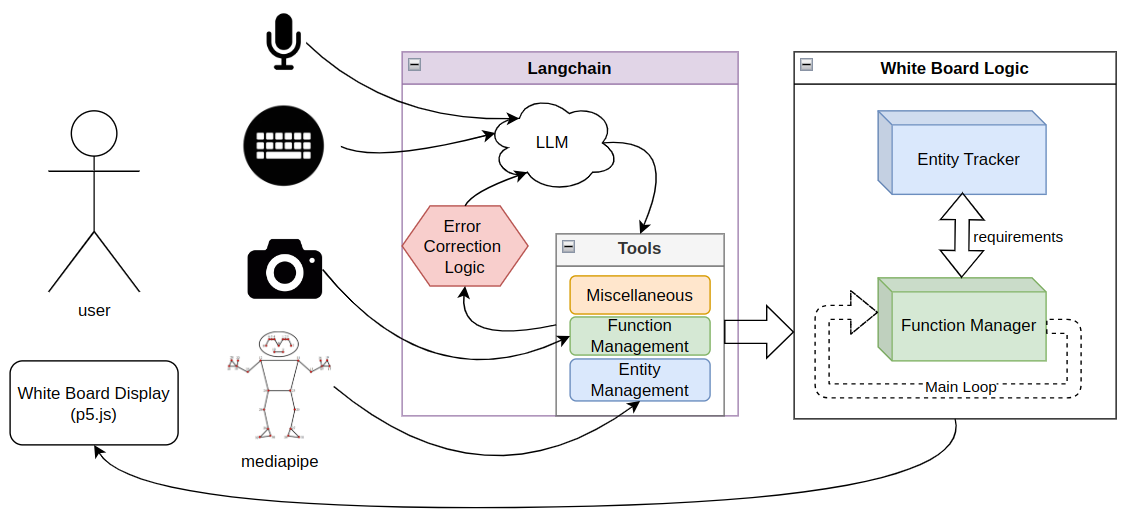 Langchain
White Board Logic
LLM
Entity Tracker
Error
Correction
Logic
requirements
Tools
Miscellaneous
Function
Management
Entity
Management
Function Manager
Main Loop
user
White Board Display
(p5.js)
mediapipe